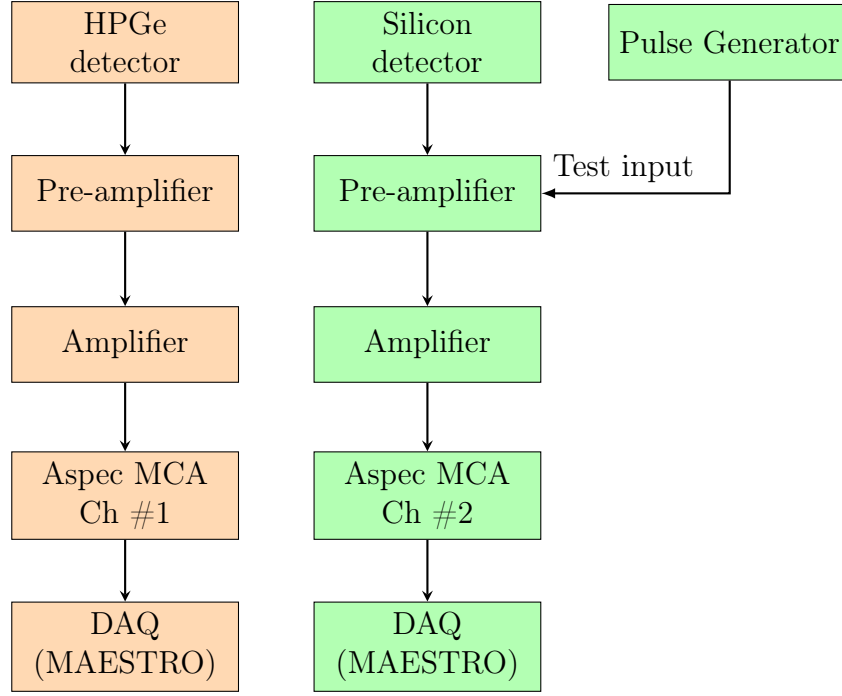 HPGe
detector
Silicon
detector
Pulse Generator
Pre-amplifier
Pre-amplifier
Test input
Amplifier
Amplifier
Aspec MCA
Ch #1
Aspec MCA
Ch #2
DAQ
(MAESTRO)
DAQ
(MAESTRO)